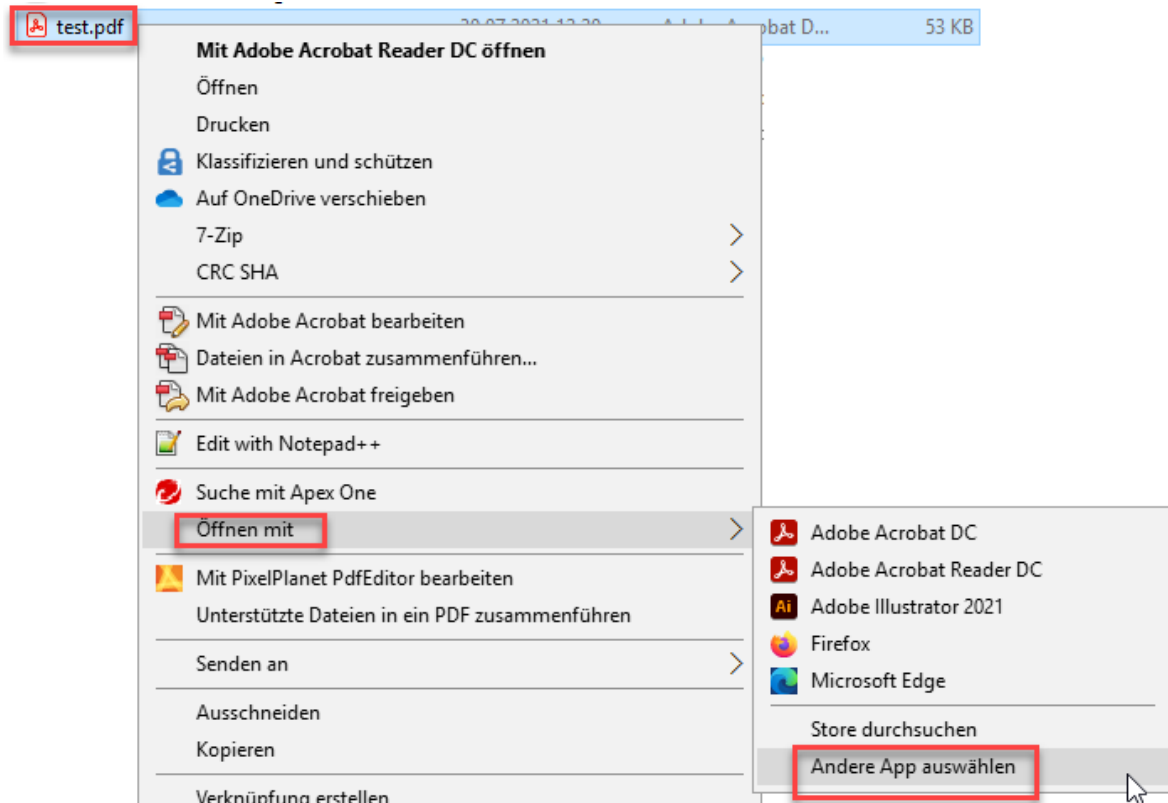 test.pdf 53 KB
Mit Adobe Acrobat Reader DC öffnen
Öffnen
Drucken
Klassifizieren und schützen
Auf OneDrive verschieben
7-Zip
CRC SHA
Mit Adobe Acrobat bearbeiten
Dateien in Acrobat zusammenführen...
Mit Adobe Acrobat freigeben
Edit with Notepad++
Suche mit Apex One
Öffnen mit
Mit PixelPlanet PdfEditor bearbeiten
Unterstützte Dateien in ein PDF zusammenführen
Senden an
Ausschneiden
Kopieren
Verknüpfung erstellen
Adobe Acrobat DC
Adobe Acrobat Reader DC
Ai Adobe Illustrator 2021
Firefox
Microsoft Edge
Store durchsuchen
Andere App auswählen